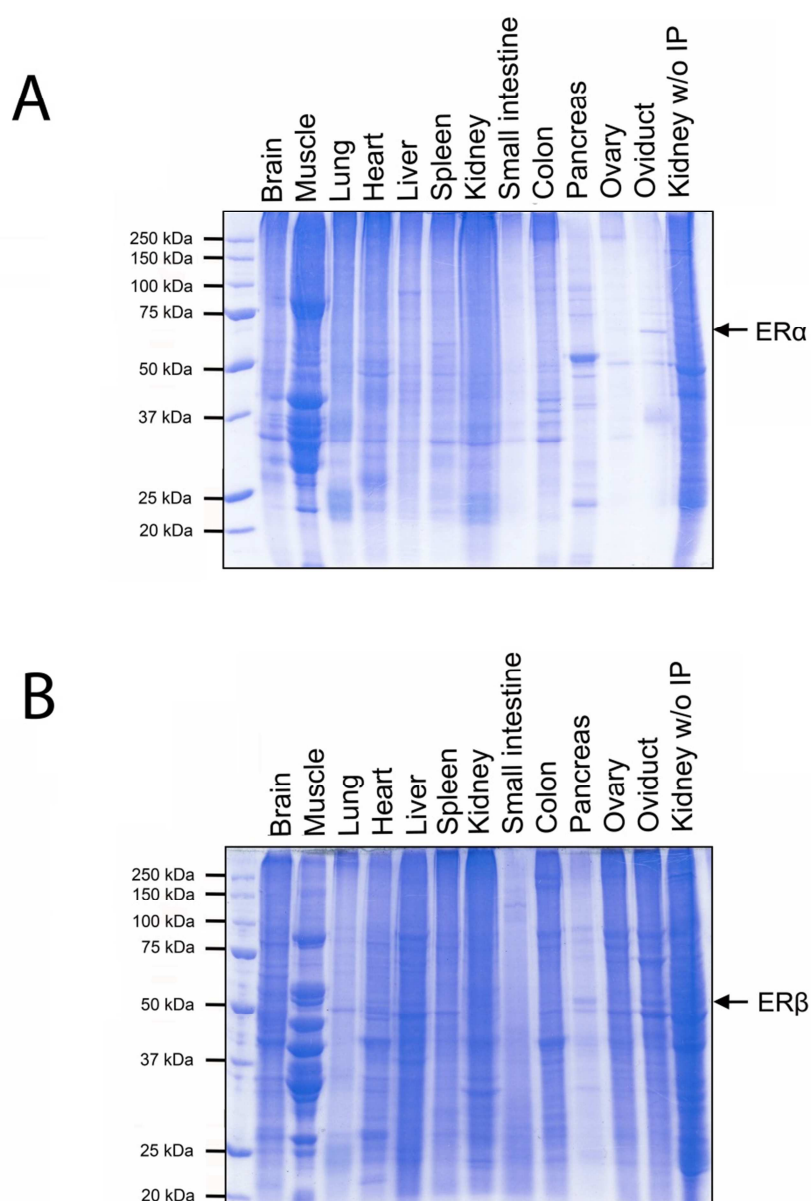 A
Brain
Muscle
Lung
Heart
Liver
Spleen
Kidney
Small intestine
Colon
Pancreas
Ovary
Oviduct
Kidney w/o IP
250 kDa
150 kDa
100 kDa
75 kDa
ERα
50 kDa
37 kDa
25 kDa
20 kDa
B
Brain
Muscle
Lung
Heart
Liver
Spleen
Kidney
Small intestine
Colon
Pancreas
Ovary
Oviduct
Kidney w/o IP
250 kDa
150 kDa
100 kDa
75 kDa
50 kDa
ERβ
37 kDa
25 kDa
20 kDa